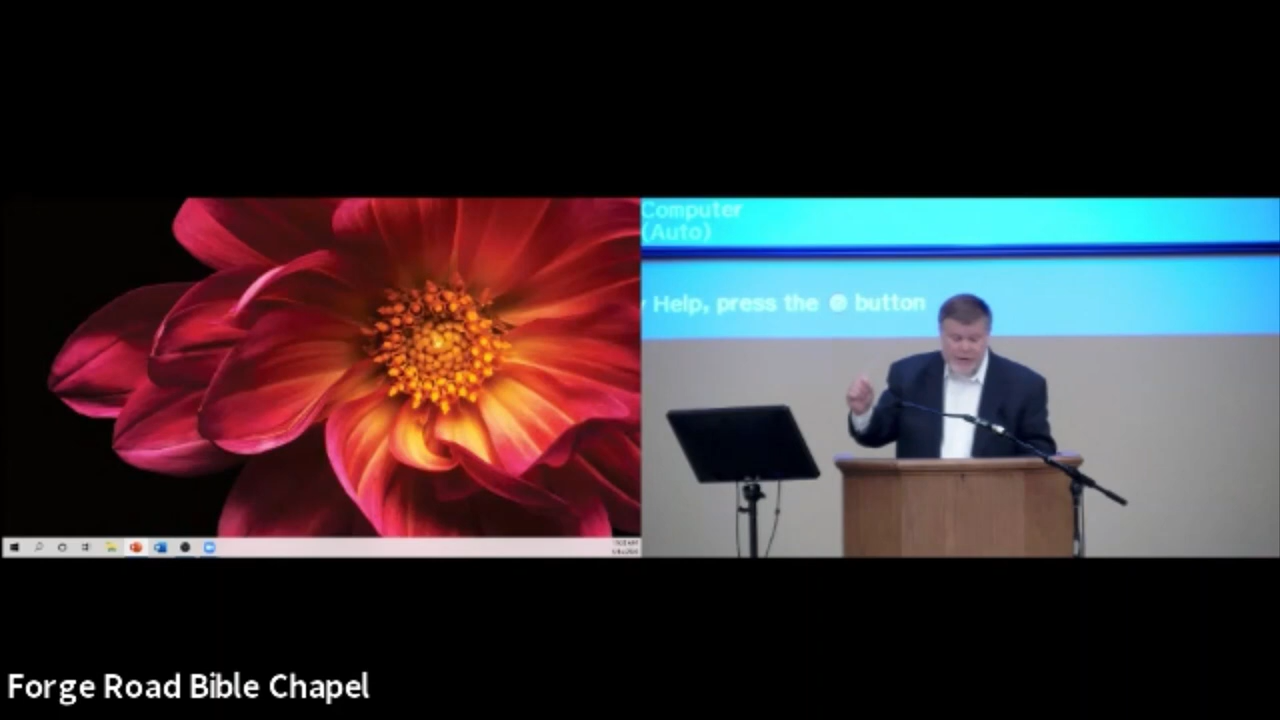 Computer
(Auto)
Help, press the button
Forge Road Bible Chapel